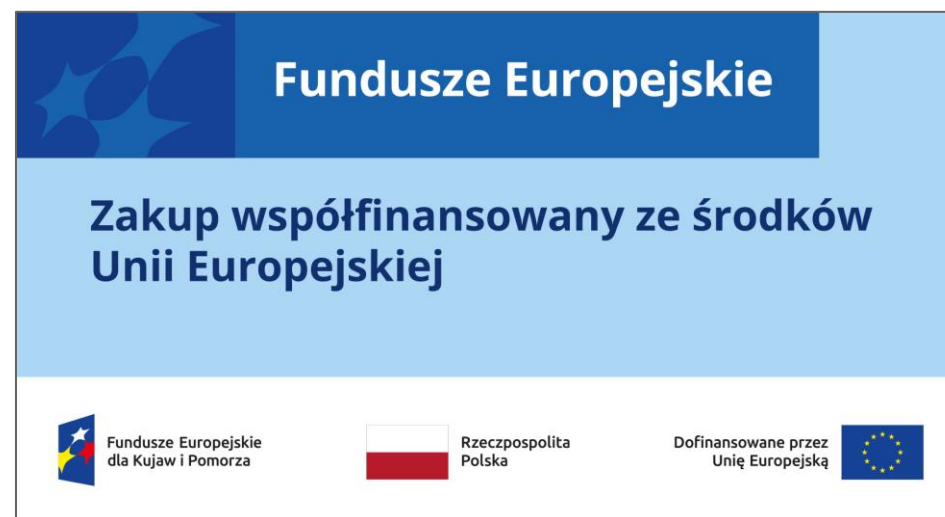 Fundusze Europejskie
Zakup współfinansowany ze środków
Unii Europejskiej
Fundusze Europejskie
dla Kujaw i Pomorza
Rzeczpospolita
Polska
Dofinansowane przez
Unię Europejską